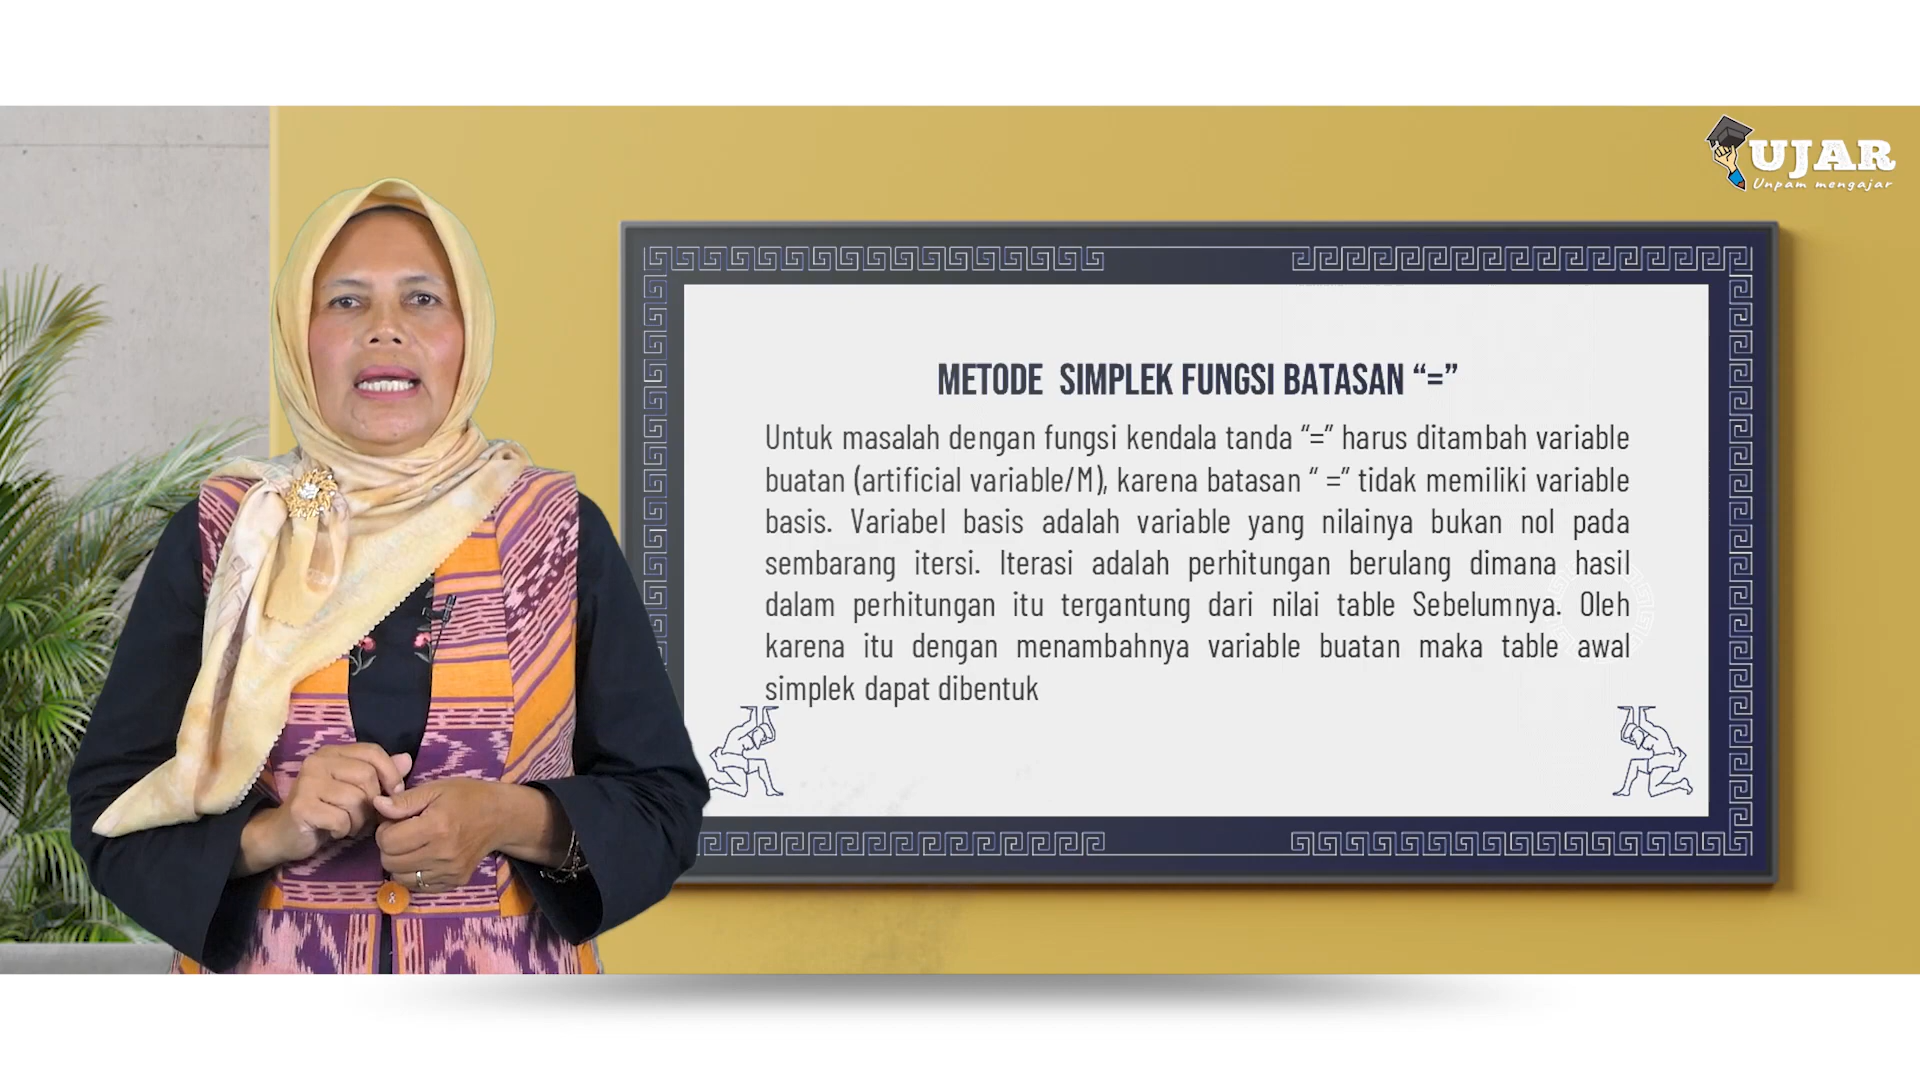 UJAR
Unpam mengajar
METODE SIMPLEK FUNGSI BATASAN “=”
Untuk masalah dengan fungsi kendala tanda “=” harus ditambah variable
buatan (artificial variable/M), karena batasan “ =” tidak memiliki variable
basis. Variabel basis adalah variable yang nilainya bukan nol pada
sembarang itersi. Iterasi adalah perhitungan berulang dimana hasil
dalam perhitungan itu tergantung dari nilai table Sebelumnya. Oleh
karena itu dengan menambahnya variable buatan maka table awal
simplek dapat dibentuk